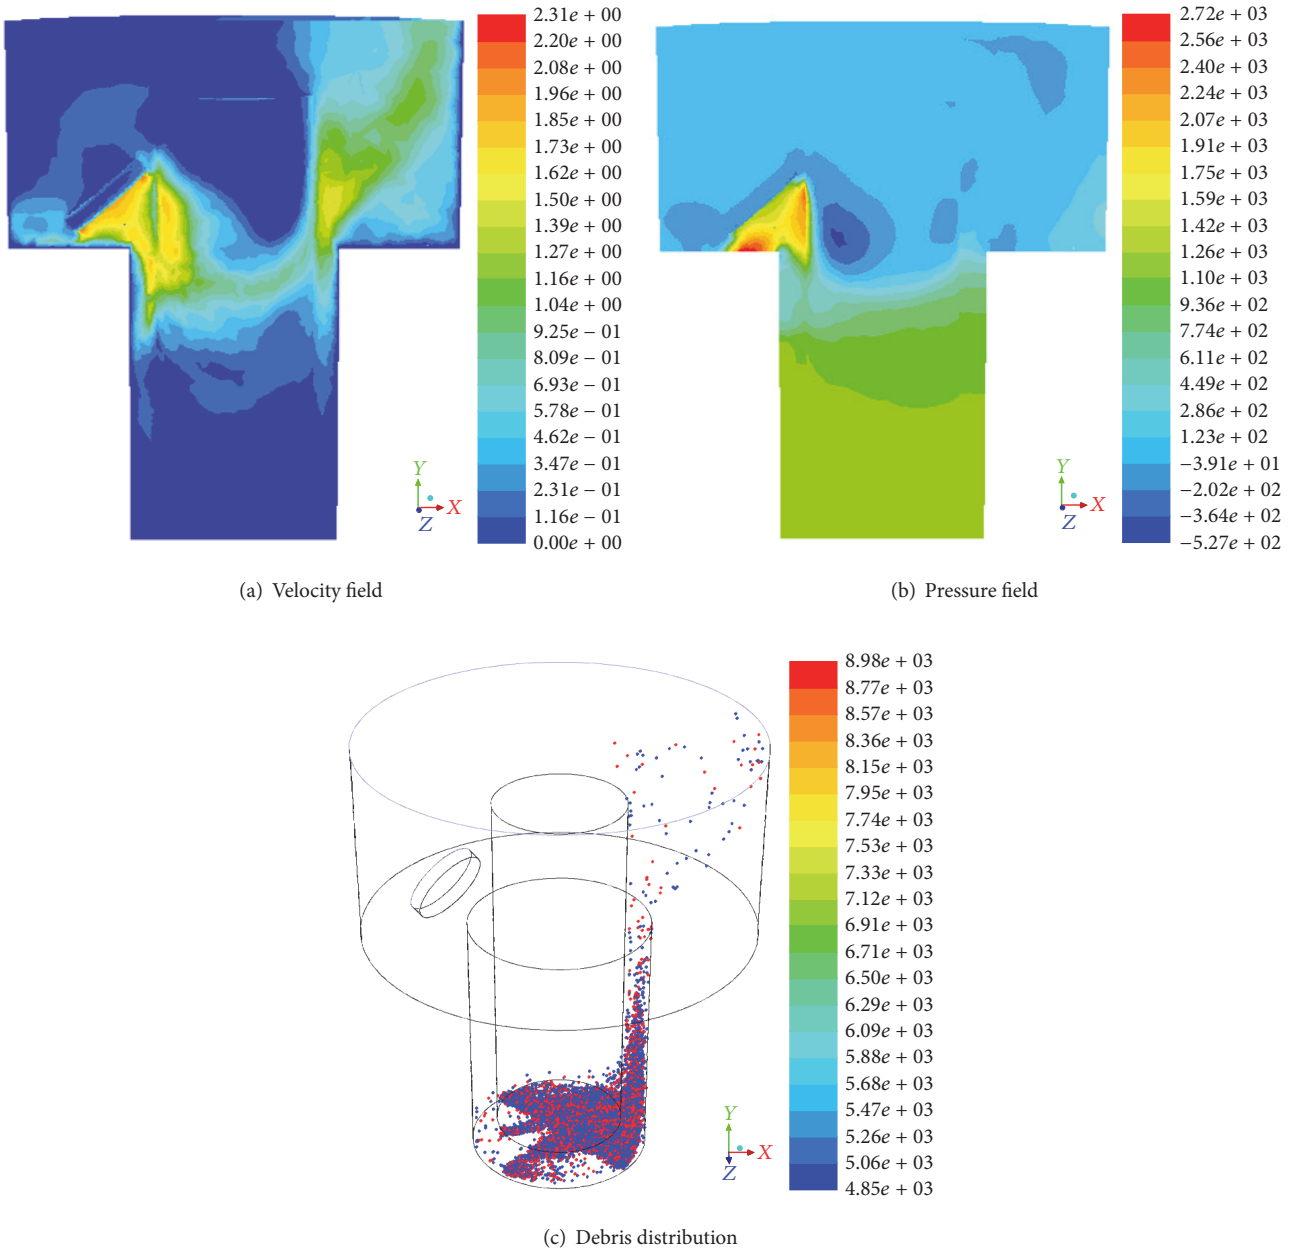 2.31e + 00
2.20e + 00
2.08e + 00
1.96e + 00
1.85e + 00
1.73e + 00
1.62e + 00
1.50e + 00
1.39e + 00
1.27e + 00
1.16e + 00
1.04e + 00
9.25e − 01
8.09e − 01
6.93e − 01
5.78e − 01
4.62e − 01
3.47e − 01
2.31e − 01
1.16e − 01
0.00e + 00
Y
X
Z
(a) Velocity field
2.72e + 03
2.56e + 03
2.40e + 03
2.24e + 03
2.07e + 03
1.91e + 03
1.75e + 03
1.59e + 03
1.42e + 03
1.26e + 03
1.10e + 03
9.36e + 02
7.74e + 02
6.11e + 02
4.49e + 02
2.86e + 02
1.23e + 02
−3.91e + 01
−2.02e + 02
−3.64e + 02
−5.27e + 02
Y
X
Z
(b) Pressure field
8.98e + 03
8.77e + 03
8.57e + 03
8.36e + 03
8.15e + 03
7.95e + 03
7.74e + 03
7.53e + 03
7.33e + 03
7.12e + 03
6.91e + 03
6.71e + 03
6.50e + 03
6.29e + 03
6.09e + 03
5.88e + 03
5.68e + 03
5.47e + 03
5.26e + 03
5.06e + 03
4.85e + 03
Y
X
Z
(c) Debris distribution